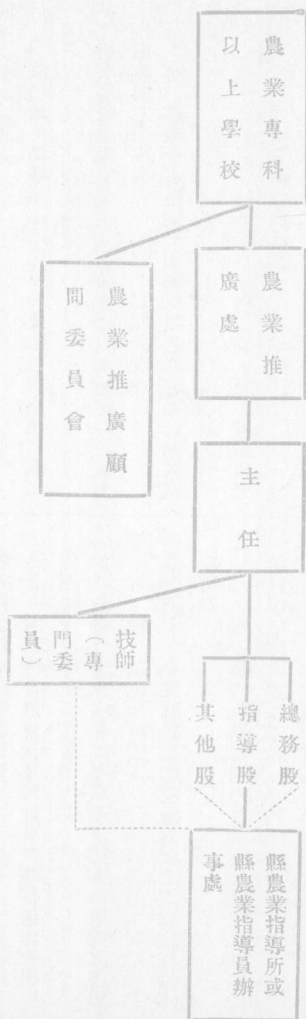 農業專科
以上學校
農業推
廣處
農業推廣顧
問委員會
主任
技師
（專
門委
員）
總務股
指導股
其他股
縣農業指導所或
縣農業指導員辦
事處